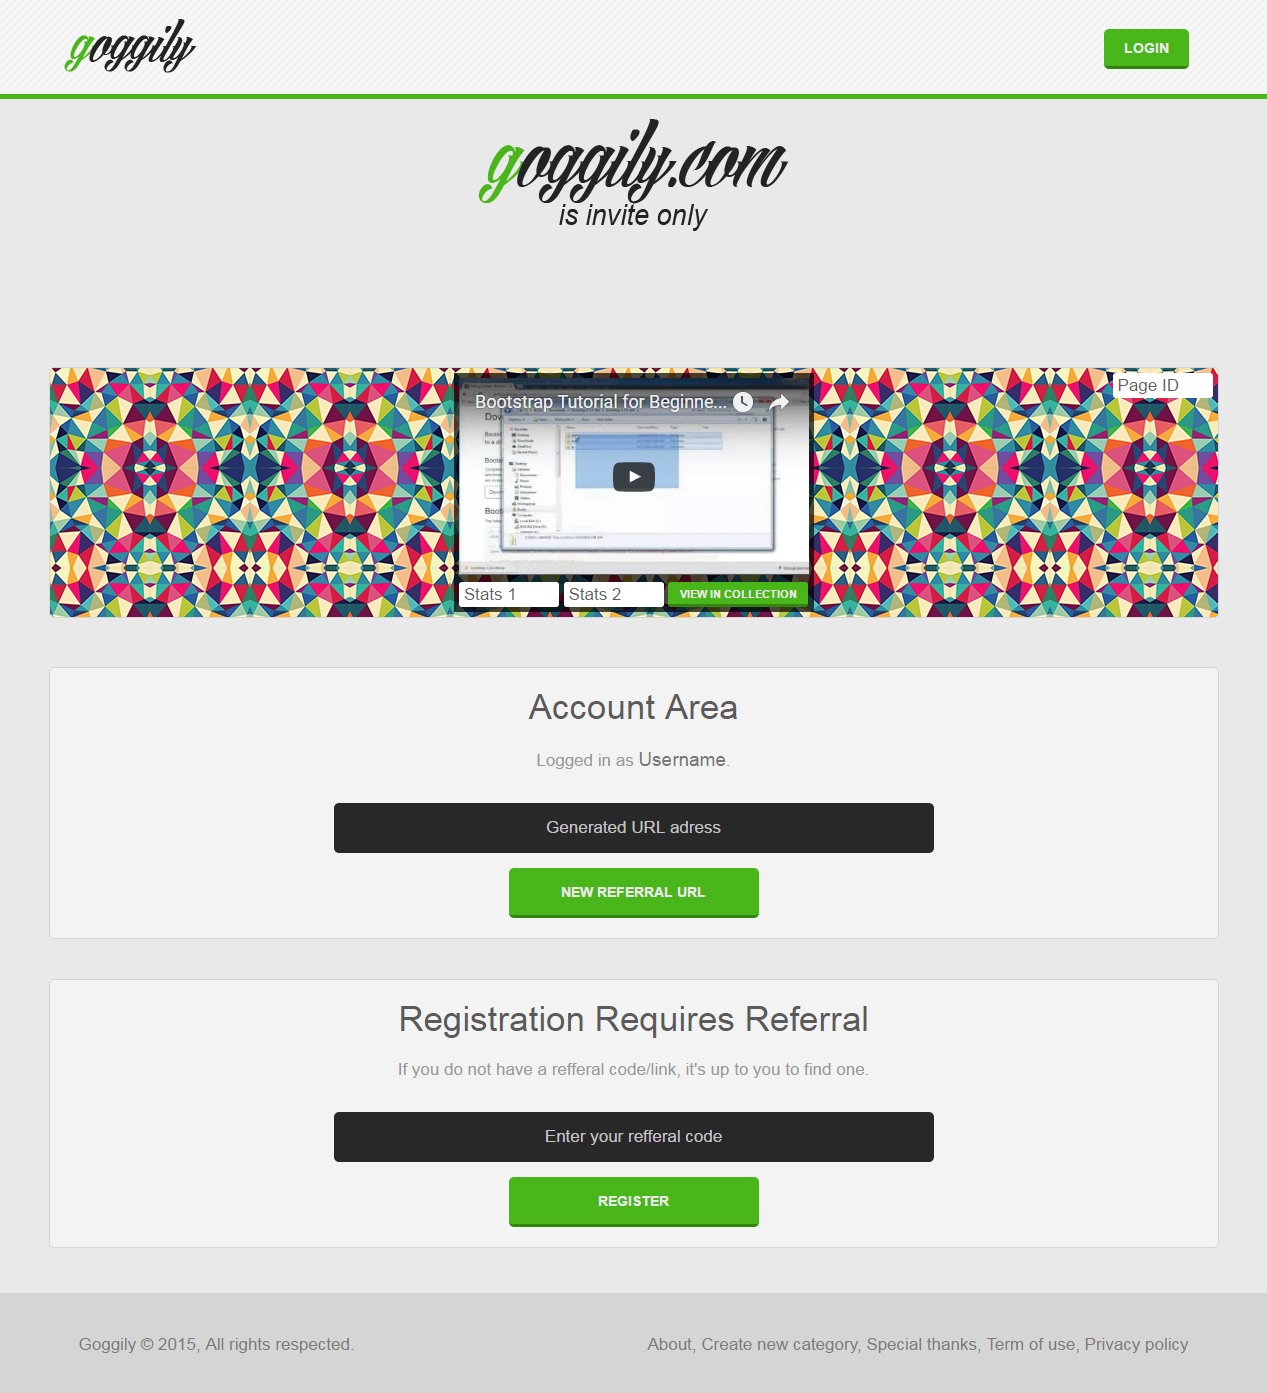 goggily
LOGIN
goggily.com
is invite only
Page ID
Bootstrap Tutorial for Beginne...
Stats 1
Stats 2
VIEW IN COLLECTION
Account Area
Logged in as Username.
Generated URL adress
NEW REFERRAL URL
Registration Requires Referral
If you do not have a refferal code/link, it's up to you to find one.
Enter your refferal code
REGISTER
Goggily © 2015, All rights respected.
About, Create new category, Special thanks, Term of use, Privacy policy